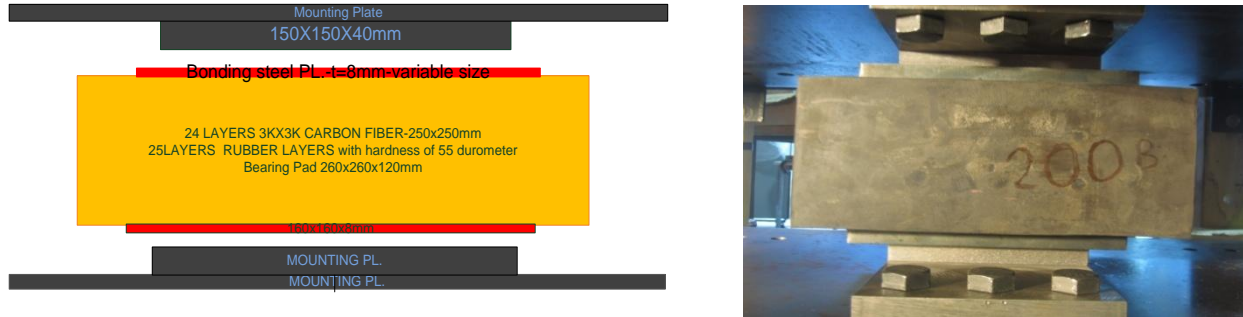 Mounting Plate
150X150X40mm
Bonding steel PL.-t=8mm-variable size
24 LAYERS 3KX3K CARBON FIBER-250x250mm
25LAYERS RUBBER LAYERS with hardness of 55 durometer
Bearing Pad 260x260x120mm
160x160x8mm
MOUNTING PL.
MOUNTING PL.
200B